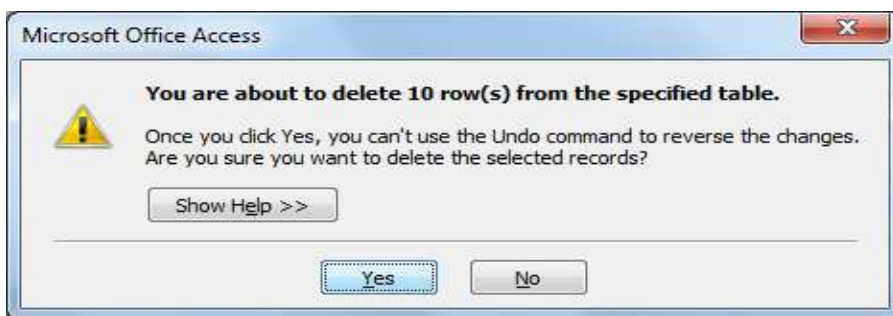 Microsoft Office Access
You are about to delete 10 row(s) from the specified table.
Once you click Yes, you can't use the Undo command to reverse the changes.
Are you sure you want to delete the selected records?
Show Help >>
Yes No